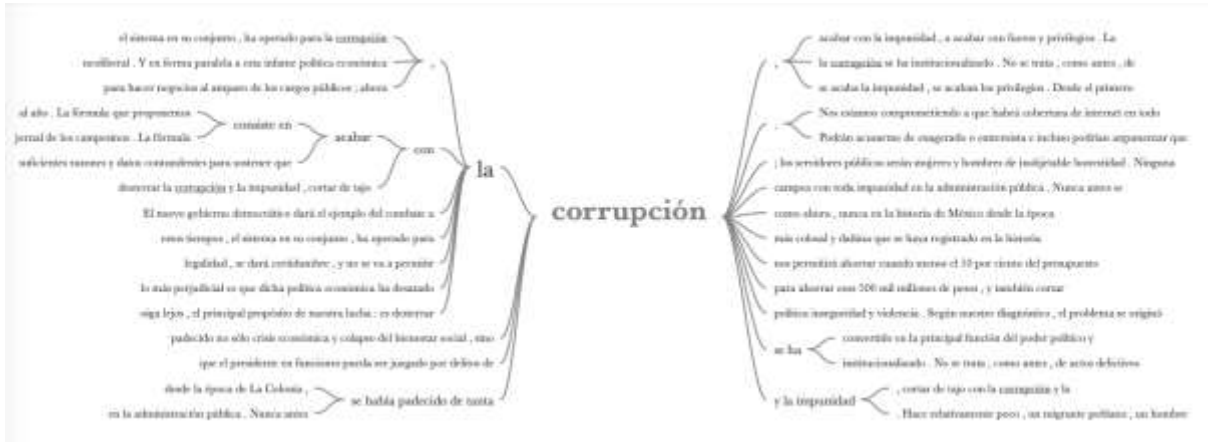 el sistema en su conjunto , ha operado para la corrupción
neoliberal . Y en forma paralela a esta infame política económica
para hacer negocios al amparo de los cargos públicos ; ahora
,
al año . La fórmula que proponemos
jornal de los campesinos . La fórmula
consiste en
suficientes razones y datos contundentes para sostener que
acabar
desterrar la corrupción y la impunidad , cortar de tajo
con
El nuevo gobierno democrático dará el ejemplo del combate a
estos tiempos , el sistema en su conjunto , ha operado para
legalidad , se dará certidumbre , y no se va a permitir
lo más perjudicial es que dicha política económica ha desatado
oiga lejos , el principal propósito de nuestra lucha : es desterrar
la
padecido no sólo crisis económica y colapso del bienestar social , sino
que el presidente en funciones pueda ser juzgado por delitos de
desde la época de La Colonia ,
en la administración pública . Nunca antes
se había padecido de tanta
corrupción
,
acabar con la impunidad , a acabar con fueros y privilegios . La
la corrupción se ha institucionalizado . No se trata , como antes , de
se acaba la impunidad , se acaban los privilegios . Desde el primero
.
Nos estamos comprometiendo a que habrá cobertura de internet en todo
Podrán acusarme de exagerado o extremista e incluso podrían argumentar que
; los servidores públicos serán mujeres y hombres de inobjetable honestidad . Ninguna
campea con toda impunidad en la administración pública . Nunca antes se
como ahora , nunca en la historia de México desde la época
más colosal y dañina que se haya registrado en la historia
nos permitirá ahorrar cuando menos el 10 por ciento del presupuesto
para ahorrar esos 500 mil millones de pesos , y también cortar
política inseguridad y violencia . Según nuestro diagnóstico , el problema se originó
se ha
convertido en la principal función del poder político y
institucionalizado . No se trata , como antes , de actos delictivos
y la impunidad
, cortar de tajo con la corrupción y la
. Hace relativamente poco , un migrante poblano , un hombre